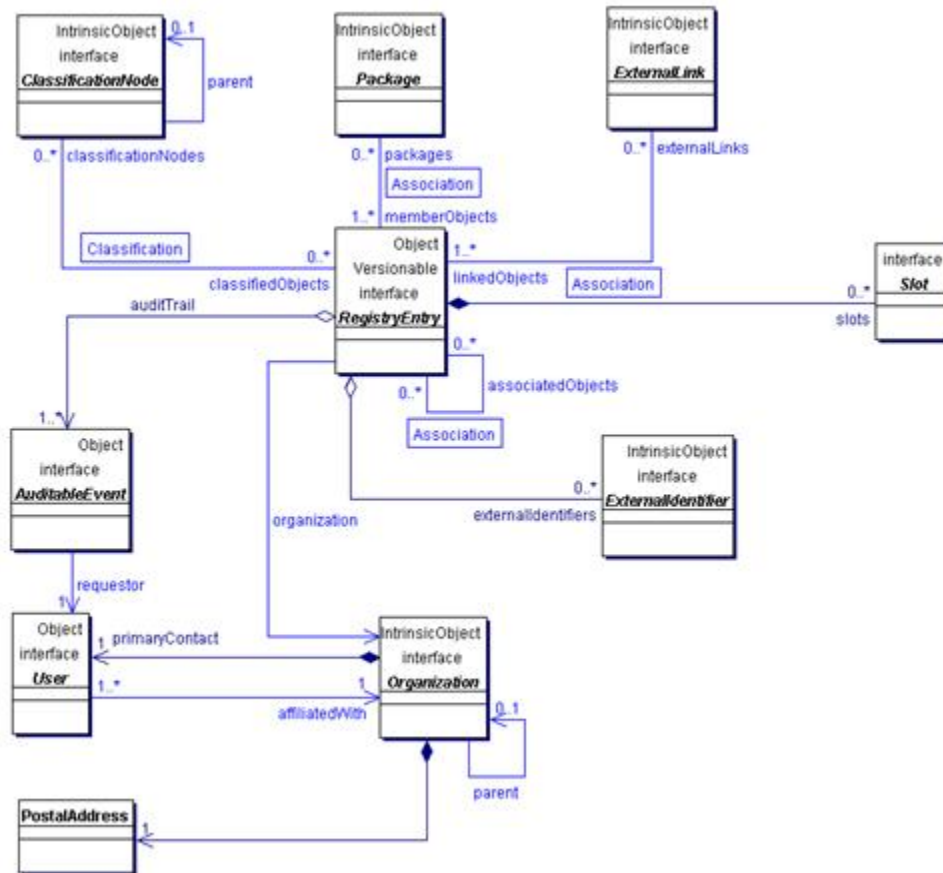 IntrinsicObject
interface
ClassificationNode
0..1
parent
IntrinsicObject
interface
Package
IntrinsicObject
interface
ExternalLink
0..*
classificationNodes
0..*
packages
Association
1..*
memberObjects
0..*
externalLinks
Classification
0..*
classifiedObjects
Object
Versionable
interface
RegistryEntry
1..*
linkedObjects
Association
0..*
slots
interface
Slot
auditTrail
1..*
0..*
associatedObjects
0..*
Association
Object
interface
AuditableEvent
organization
0..*
externalIdentifiers
IntrinsicObject
interface
ExternalIdentifier
requestor
1
Object
interface
User
1
primaryContact
1..*
1
affiliatedWith
IntrinsicObject
interface
Organization
0..1
parent
PostalAddress
1